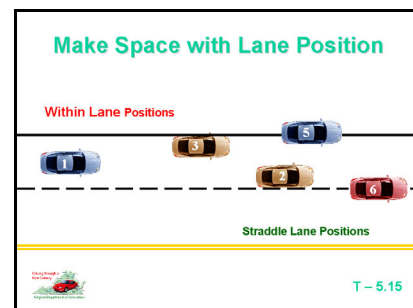 Make Space with Lane Position
Within Lane Positions
5
3
1
2
6
Straddle Lane Positions
T – 5.15